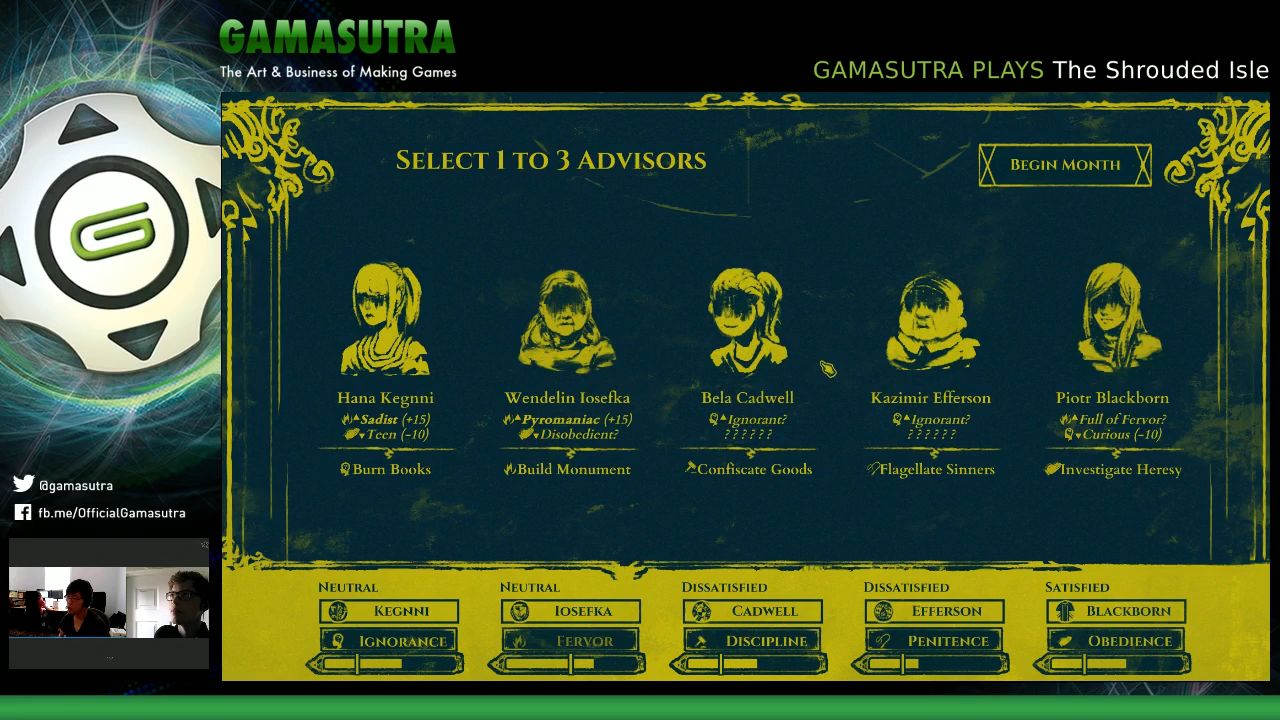 GAMASUTRA
The Art & Business of Making Games
GAMASUTRA PLAYS The Shrouded Isle
Select 1 to 3 Advisors
Begin Month
Hana Kegnni
Sadist (+15)
Teen (-10)
Burn Books
Wendelin Iosefka
Pyromaniac (+15)
Disobedient?
Build Monument
Bela Cadwell
Ignorant?
??????
Confiscate Goods
Kazimir Efferson
Ignorant?
??????
Flagellate Sinners
Piotr Blackborn
Full of Fervor?
Curious (-10)
Investigate Heresy
@gamasutra
fb.me/OfficialGamasutra
Neutral
Kegnni
Ignorance
Neutral
Iosefka
Fervor
Dissatisfied
Cadwell
Discipline
Dissatisfied
Efferson
Penitence
Satisfied
Blackborn
Obedience